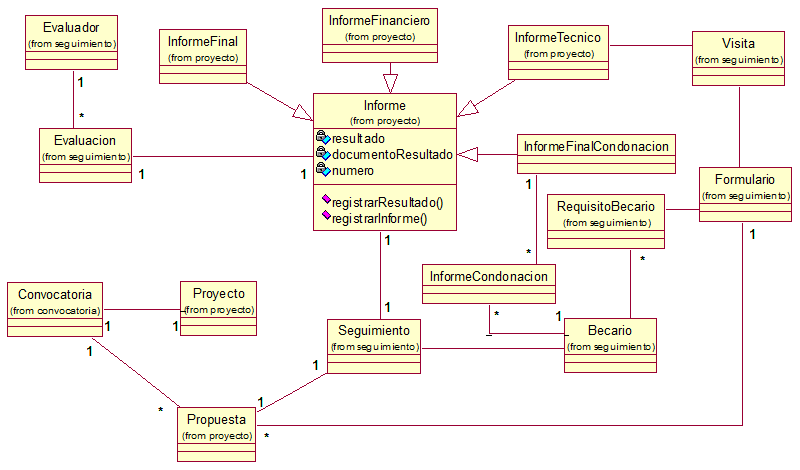 Evaluador
(from seguimiento)
InformeFinal
(from proyecto)
InformeFinanciero
(from proyecto)
InformeTecnico
(from proyecto)
Visita
(from seguimiento)
1
*
Evaluacion
(from seguimiento)
1
1
Informe
(from proyecto)
resultado
documentoResultado
numero
registrarResultado()
registrarInforme()
InformeFinalCondonacion
1
*
Formulario
(from seguimiento)
1
RequisitoBecario
(from seguimiento)
*
1
1
InformeCondonacion
*
1
Convocatoria
(from convocatoria)
1
1
Proyecto
(from proyecto)
1
*
Seguimiento
(from seguimiento)
1
1
Becario
(from seguimiento)
Propuesta
(from proyecto)
*